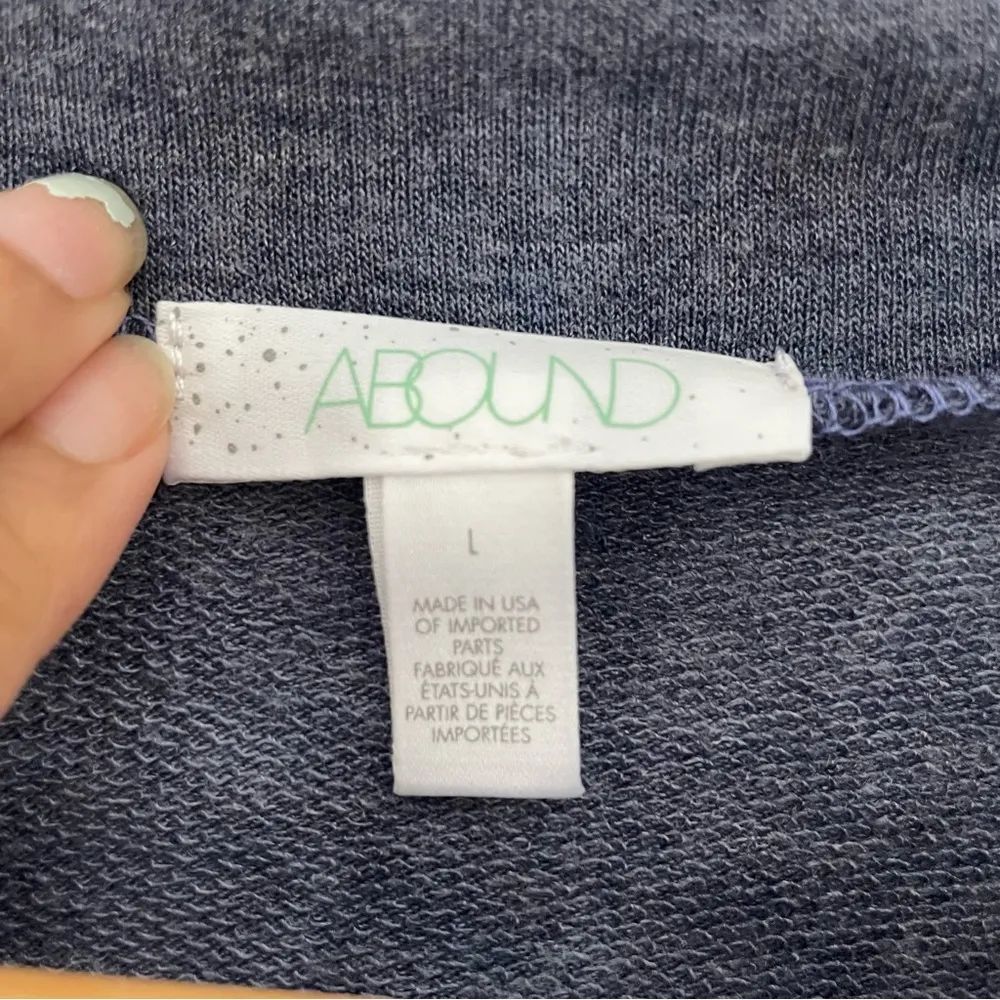 ABOUND
L
MADE IN USA
OF IMPORTED
PARTS
FABRIQUÉ AUX
ÉTATS-UNIS À
PARTIR DE PIÈCES
IMPORTÉES